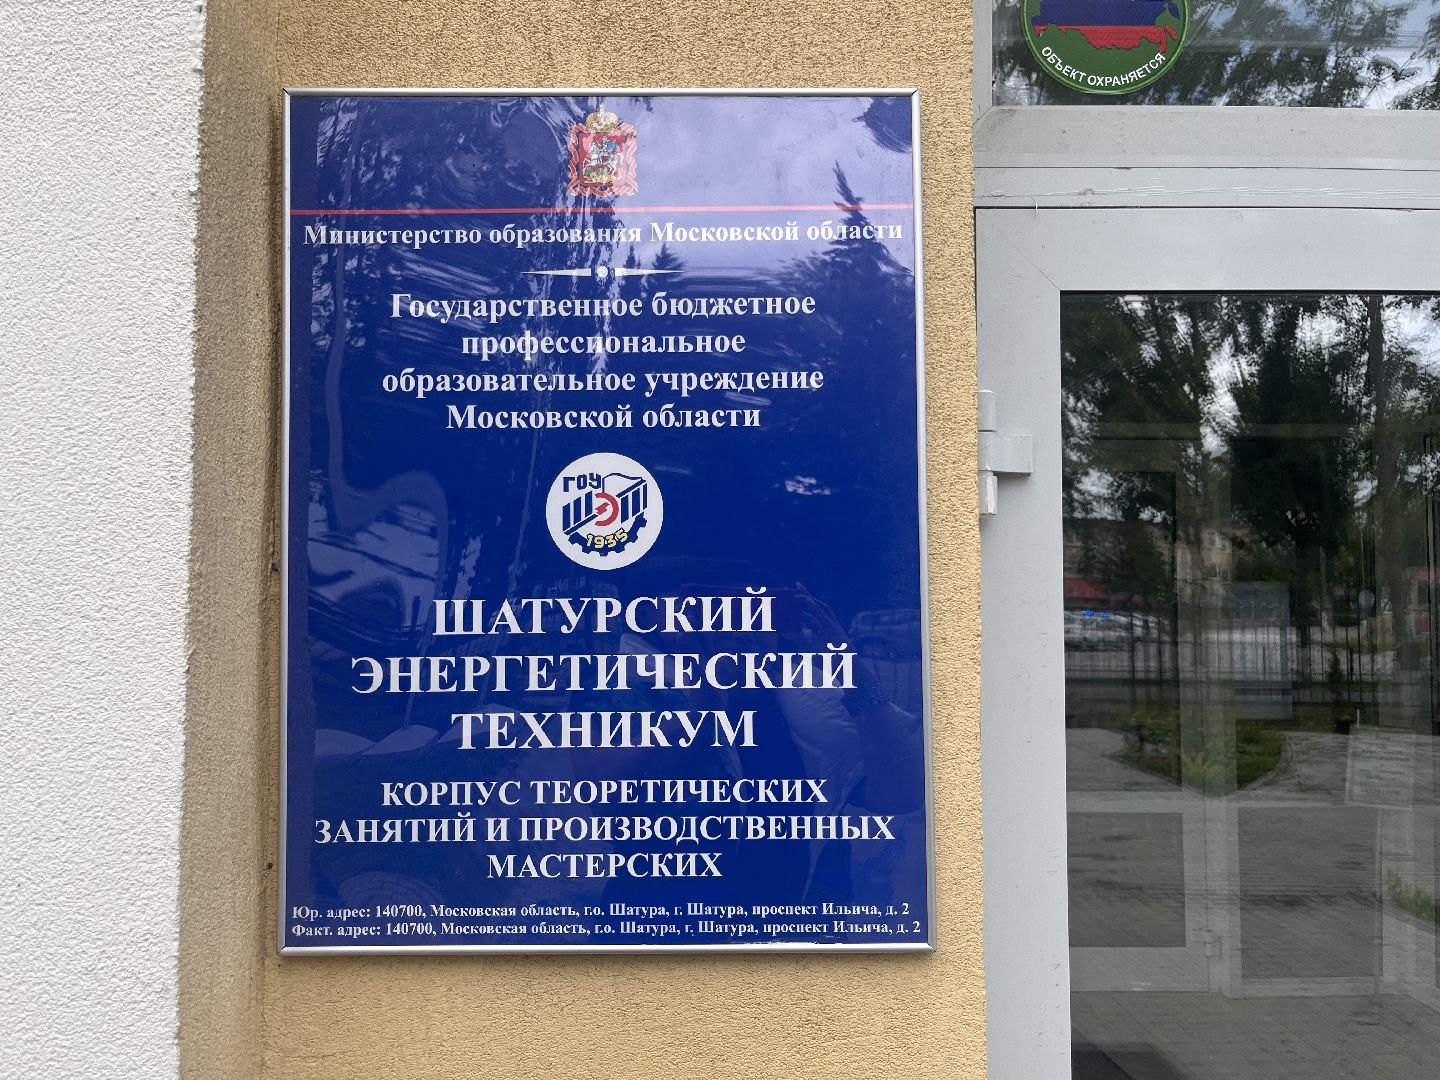 ОБЪЕКТ ОХРАНЯЕТСЯ
Министерство образования Московской области
Государственное бюджетное
профессиональное
образовательное учреждение
Московской области
ГОУ
ШЭТ
1935
ШАТУРСКИЙ
ЭНЕРГЕТИЧЕСКИЙ
ТЕХНИКУМ
КОРПУС ТЕОРЕТИЧЕСКИХ
ЗАНЯТИЙ И ПРОИЗВОДСТВЕННЫХ
МАСТЕРСКИХ
Юр. адрес: 140700, Московская область, г.о. Шатура, г. Шатура, проспект Ильича, д. 2
Факт. адрес: 140700, Московская область, г.о. Шатура, г. Шатура, проспект Ильича, д. 2